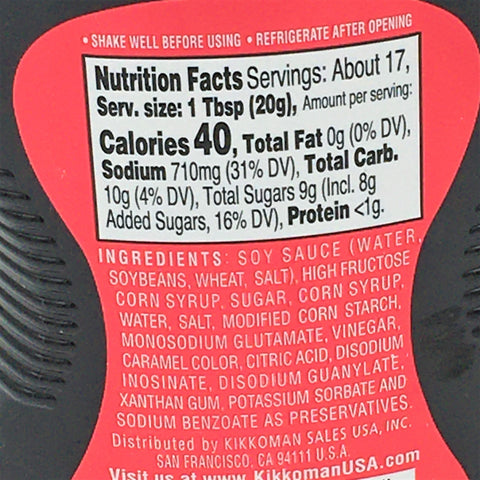 • SHAKE WELL BEFORE USING • REFRIGERATE AFTER OPENING
Nutrition Facts Servings: About 17,
Serv. size: 1 Tbsp (20g), Amount per serving:
Calories 40, Total Fat 0g (0% DV),
Sodium 710mg (31% DV), Total Carb.
10g (4% DV), Total Sugars 9g (Incl. 8g
Added Sugars, 16% DV), Protein <1g.
INGREDIENTS: SOY SAUCE (WATER,
SOYBEANS, WHEAT, SALT), HIGH FRUCTOSE
CORN SYRUP, SUGAR, CORN SYRUP,
WATER, SALT, MODIFIED CORN STARCH,
MONOSODIUM GLUTAMATE, VINEGAR,
CARAMEL COLOR, CITRIC ACID, DISODIUM
INOSINATE, DISODIUM GUANYLATE,
XANTHAN GUM, POTASSIUM SORBATE AND
SODIUM BENZOATE AS PRESERVATIVES.
Distributed by KIKKOMAN SALES USA, INC.
SAN FRANCISCO, CA 94111 U.S.A.
Visit us at www.KikkomanUSA.com